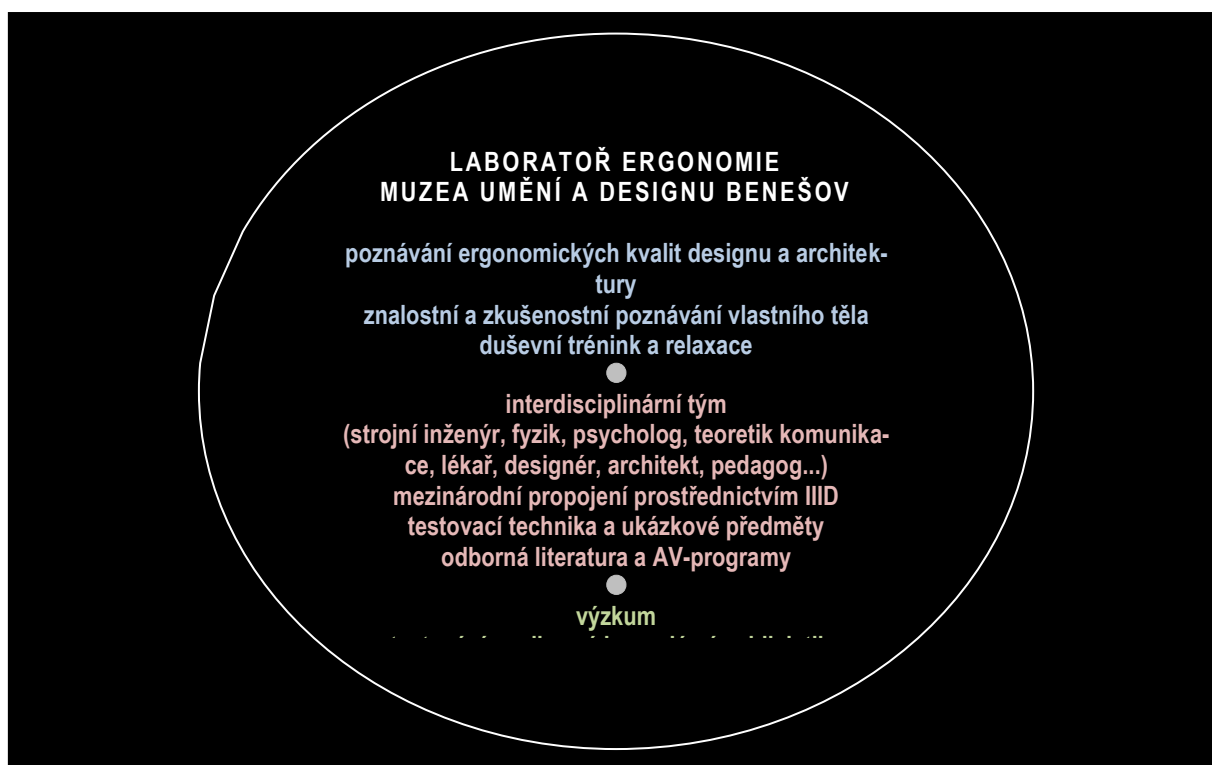 LABORATOŘ ERGONOMIE
MUZEA UMĚNÍ A DESIGNU BENEŠOV
poznávání ergonomických kvalit designu a architek-
tury
znalostní a zkušenostní poznávání vlastního těla
duševní trénink a relaxace
interdisciplinární tým
(strojní inženýr, fyzik, psycholog, teoretik komunika-
ce, lékař, designér, architekt, pedagog...)
mezinárodní propojení prostřednictvím IIID
testovací technika a ukázkové předměty
odborná literatura a AV-programy
výzkum